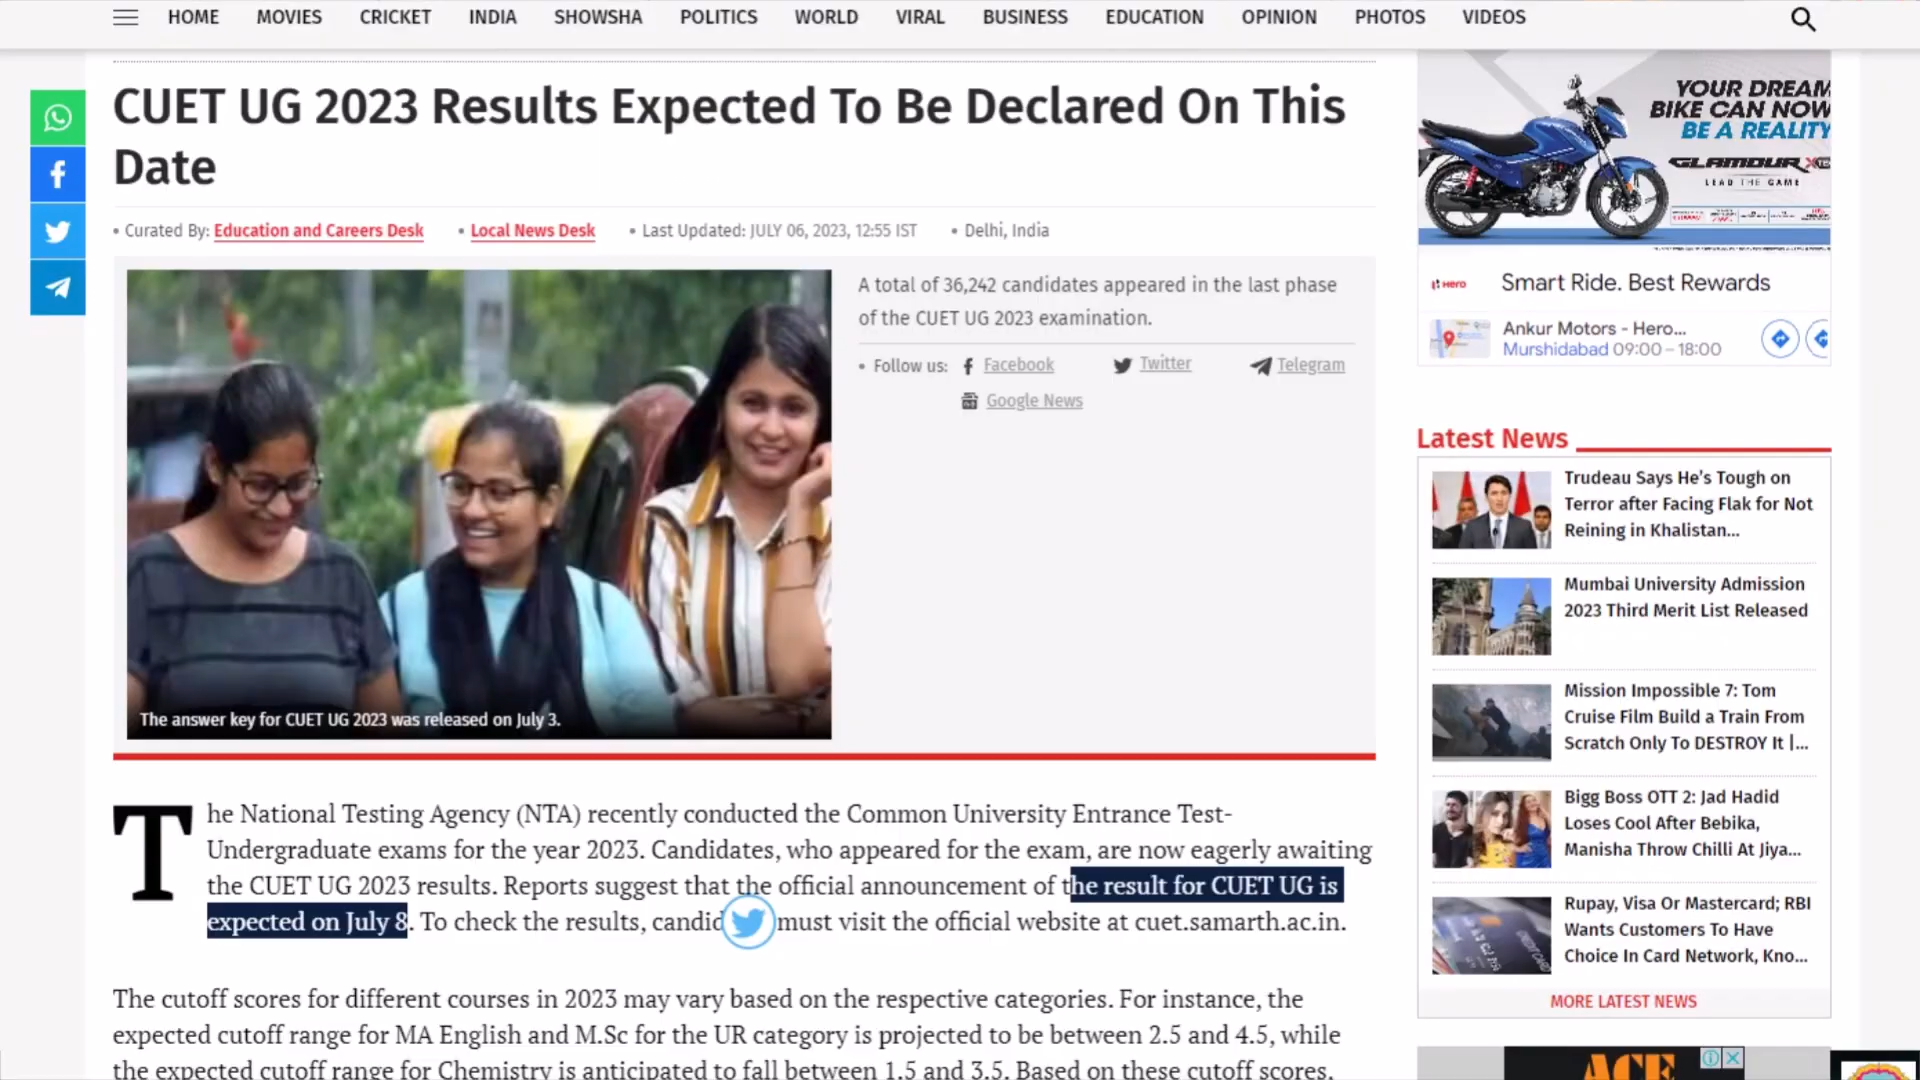 HOME MOVIES CRICKET INDIA SHOWSHA POLITICS WORLD VIRAL BUSINESS EDUCATION OPINION PHOTOS VIDEOS
CUET UG 2023 Results Expected To Be Declared On This
Date
• Curated By: Education and Careers Desk • Local News Desk • Last Updated: JULY 06, 2023, 12:55 IST • Delhi, India
The answer key for CUET UG 2023 was released on July 3.
A total of 36,242 candidates appeared in the last phase
of the CUET UG 2023 examination.
• Follow us: Facebook Twitter Telegram
Google News
The National Testing Agency (NTA) recently conducted the Common University Entrance Test-
Undergraduate exams for the year 2023. Candidates, who appeared for the exam, are now eagerly awaiting
the CUET UG 2023 results. Reports suggest that the official announcement of the result for CUET UG is
expected on July 8. To check the results, candid must visit the official website at cuet.samarth.ac.in.
The cutoff scores for different courses in 2023 may vary based on the respective categories. For instance, the
expected cutoff range for MA English and M.Sc for the UR category is projected to be between 2.5 and 4.5, while
the expected cutoff range for Chemistry is anticipated to fall between 1.5 and 3.5. Based on these cutoff scores,
YOUR DREAM
BIKE CAN NOW
BE A REALITY
GLAMOUR XTEC
LEAD THE GAME
Hero Smart Ride. Best Rewards
Ankur Motors - Hero...
Murshidabad 09:00 – 18:00
Latest News
Trudeau Says He's Tough on
Terror after Facing Flak for Not
Reining in Khalistan...
Mumbai University Admission
2023 Third Merit List Released
Mission Impossible 7: Tom
Cruise Film Build a Train From
Scratch Only To DESTROY It |...
Bigg Boss OTT 2: Jad Hadid
Loses Cool After Bebika,
Manisha Throw Chilli At Jiya...
Rupay, Visa Or Mastercard; RBI
Wants Customers To Have
Choice In Card Network, Kno...
MORE LATEST NEWS
ACE